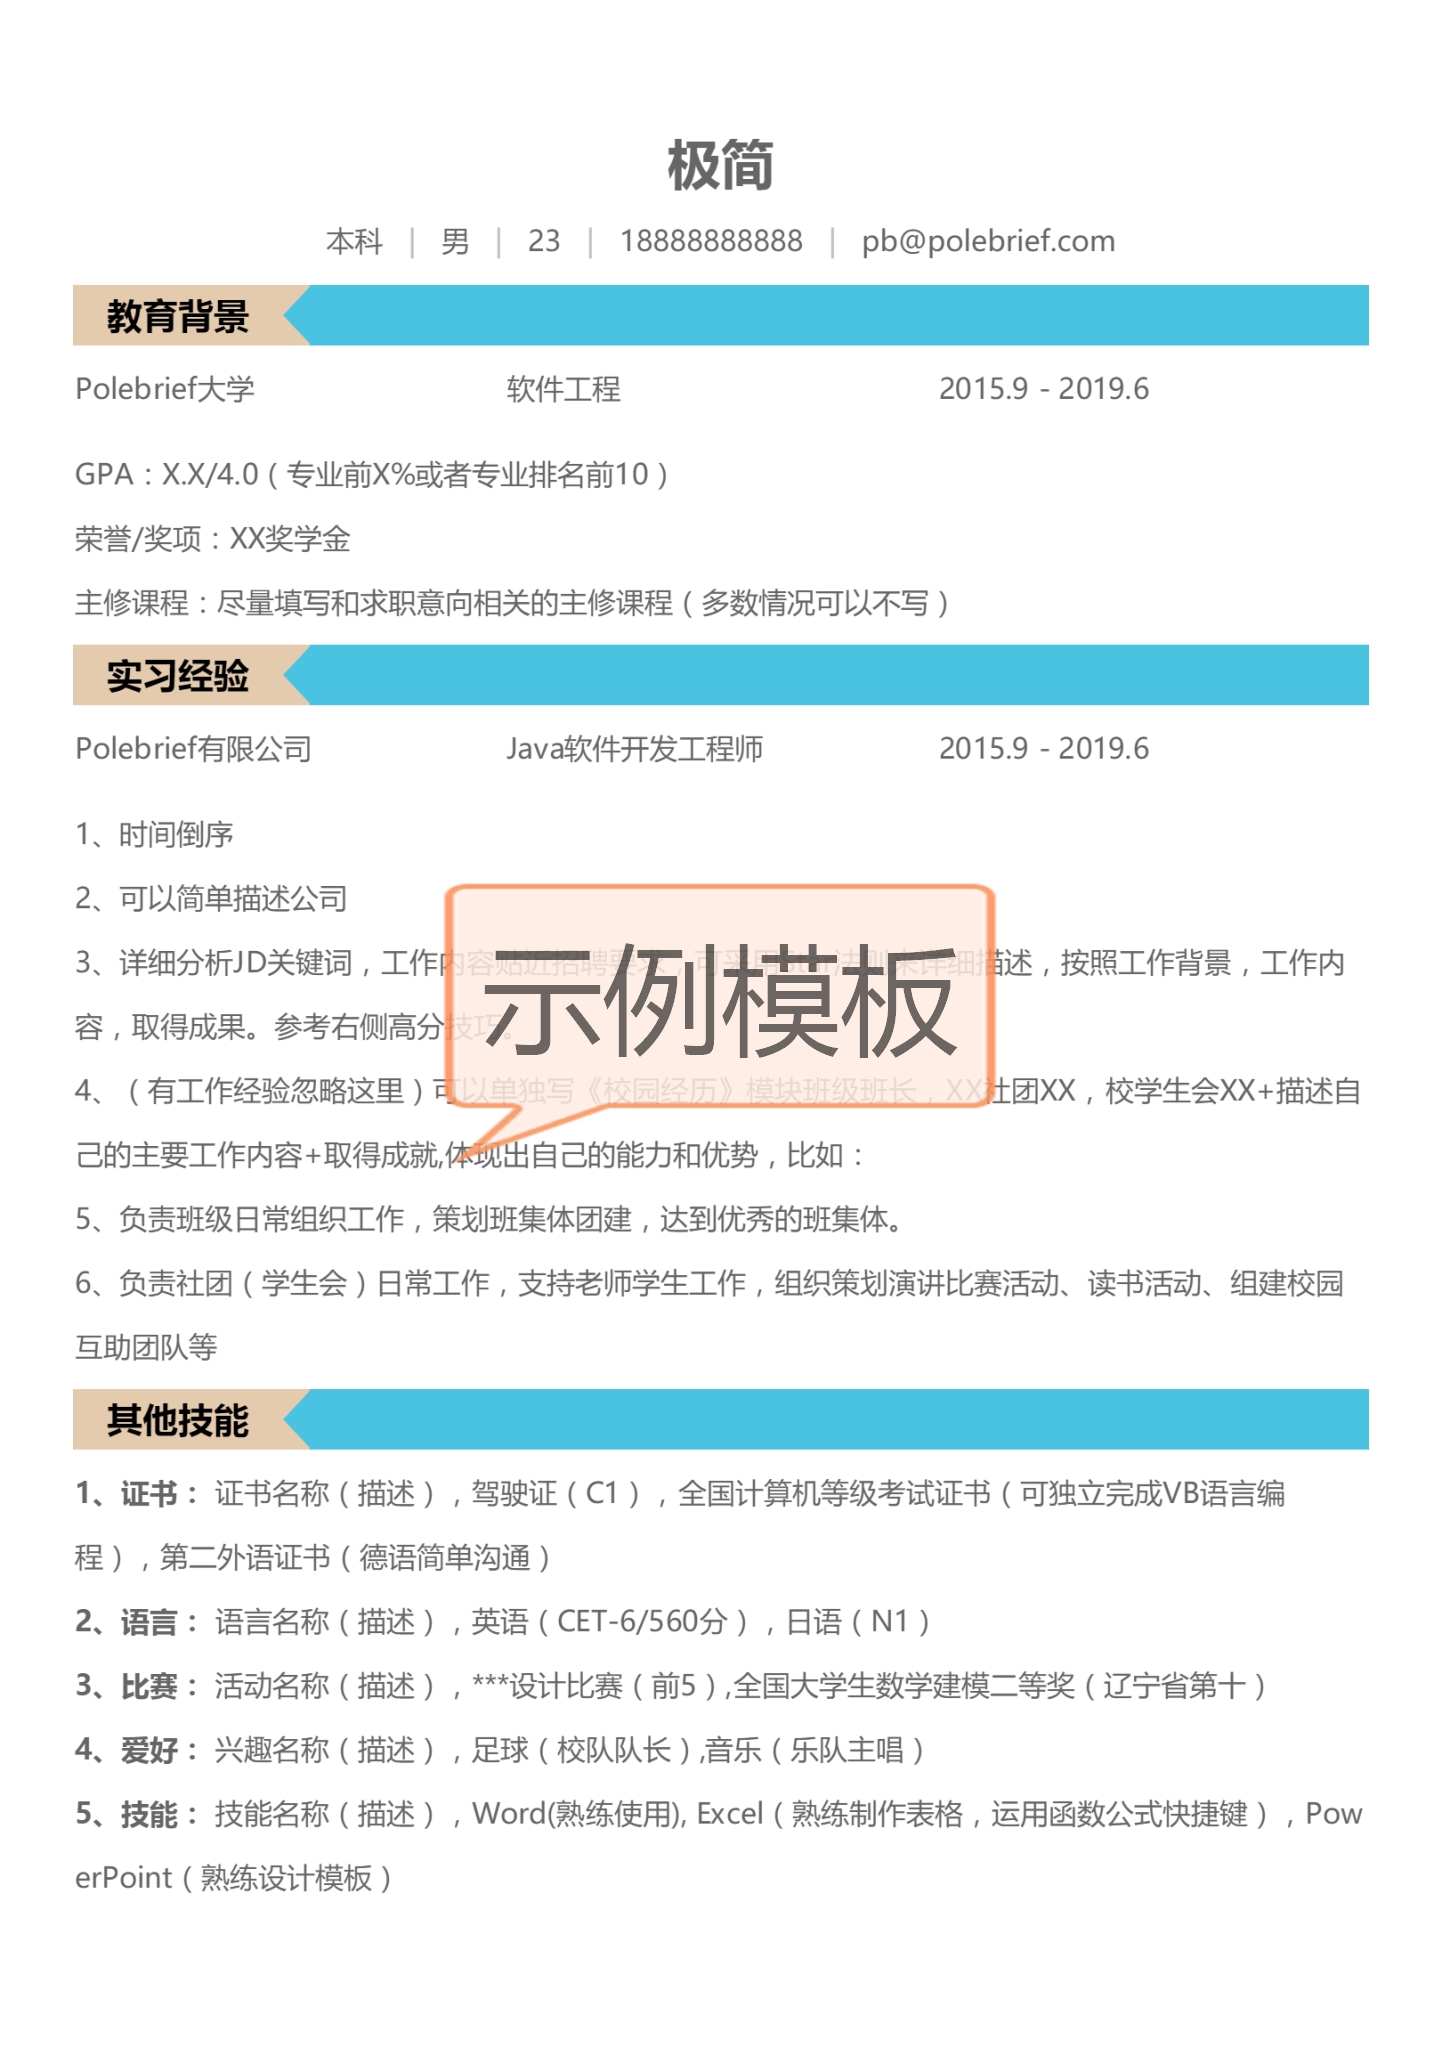 极简
本科 | 男 | 23 | 18888888888 | pb@polebrief.com
教育背景
Polebrief大学 软件工程 2015.9 - 2019.6
GPA：X.X/4.0（专业前X%或者专业排名前10）
荣誉/奖项：XX奖学金
主修课程：尽量填写和求职意向相关的主修课程（多数情况可以不写）
实习经验
Polebrief有限公司 Java软件开发工程师 2015.9 - 2019.6
1、时间倒序
2、可以简单描述公司
3、详细分析JD关键词，工作内容贴近招聘要求，可采用Star法则来详细描述，按照工作背景，工作内
容，取得成果。参考右侧高分技巧。
示例模板
4、（有工作经验忽略这里）可以单独写《校园经历》模块班级班长，XX社团XX，校学生会XX+描述自
己的主要工作内容+取得成就,体现出自己的能力和优势，比如：
5、负责班级日常组织工作，策划班集体团建，达到优秀的班集体。
6、负责社团（学生会）日常工作，支持老师学生工作，组织策划演讲比赛活动、读书活动、组建校园
互助团队等
其他技能
1、证书： 证书名称（描述），驾驶证（C1），全国计算机等级考试证书（可独立完成VB语言编
程），第二外语证书（德语简单沟通）
2、语言： 语言名称（描述），英语（CET-6/560分），日语（N1）
3、比赛： 活动名称（描述），***设计比赛（前5）,全国大学生数学建模二等奖（辽宁省第十）
4、爱好： 兴趣名称（描述），足球（校队队长）,音乐（乐队主唱）
5、技能： 技能名称（描述），Word(熟练使用), Excel（熟练制作表格，运用函数公式快捷键），Pow
erPoint（熟练设计模板）